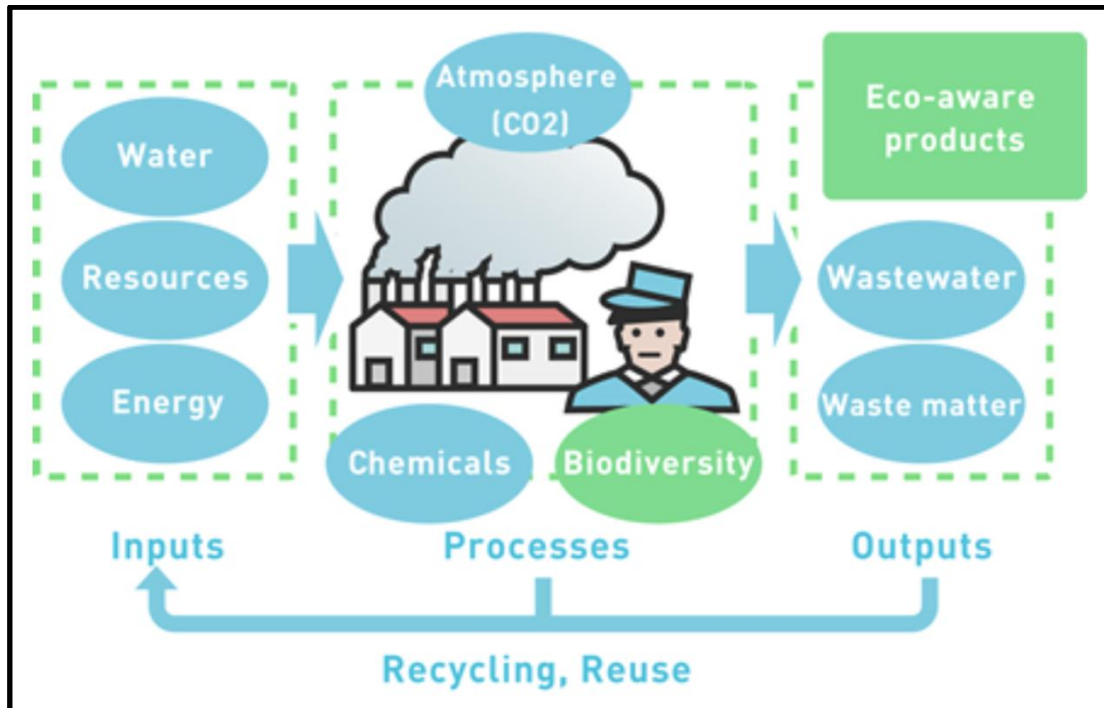 Water
Resources
Energy
Inputs
Atmosphere
(CO2)
Chemicals
Biodiversity
Processes
Eco-aware
products
Wastewater
Waste matter
Outputs
Recycling, Reuse